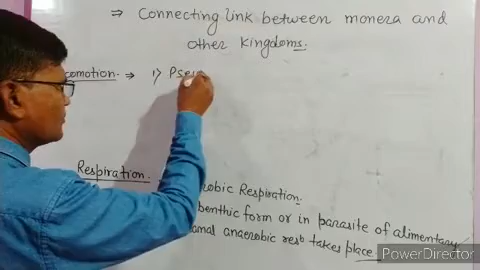 ⇒ Connecting link between monera and
other kingdoms.
comotion → 1) Pse
Respiration
obic Respiration.
benthic form or in parasite of alimentary
anal anaerobic resp takes place
PowerDirector